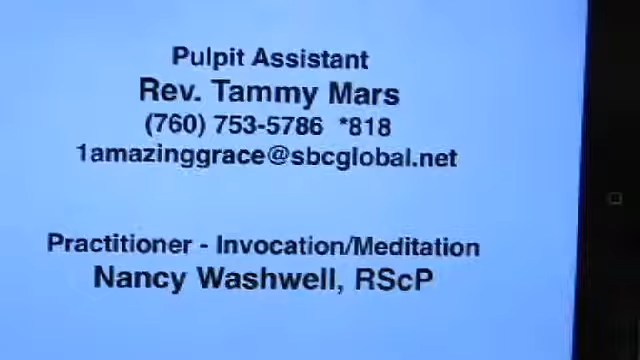 Pulpit Assistant
Rev. Tammy Mars
(760) 753-5786 *818
1amazinggrace@sbcglobal.net
Practitioner - Invocation/Meditation
Nancy Washwell, RScP